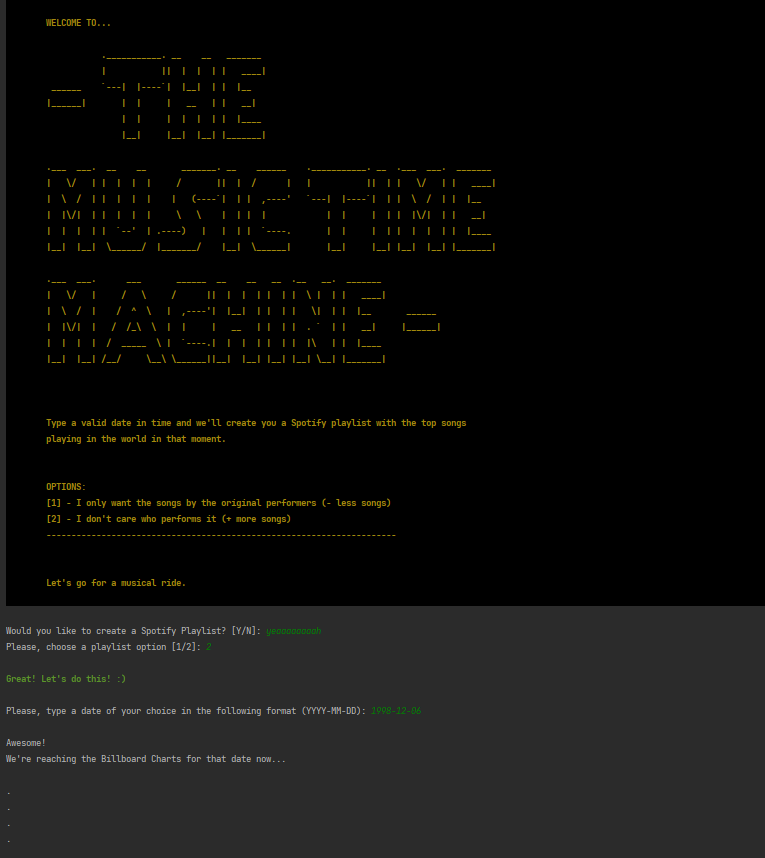 WELCOME TO...
- THE
MUSIC TIME
MACHINE -
Type a valid date in time and we'll create you a Spotify playlist with the top songs
playing in the world in that moment.
OPTIONS:
[1] - I only want the songs by the original performers (- less songs)
[2] - I don't care who performs it (+ more songs)
----------------------------------------------------------------------
Let's go for a musical ride.
Would you like to create a Spotify Playlist? [Y/N]: yeaaaaaaaah
Please, choose a playlist option [1/2]: 2
Great! Let's do this! :)
Please, type a date of your choice in the following format (YYYY-MM-DD): 1998-12-06
Awesome!
We're reaching the Billboard Charts for that date now...
.
.
.
.